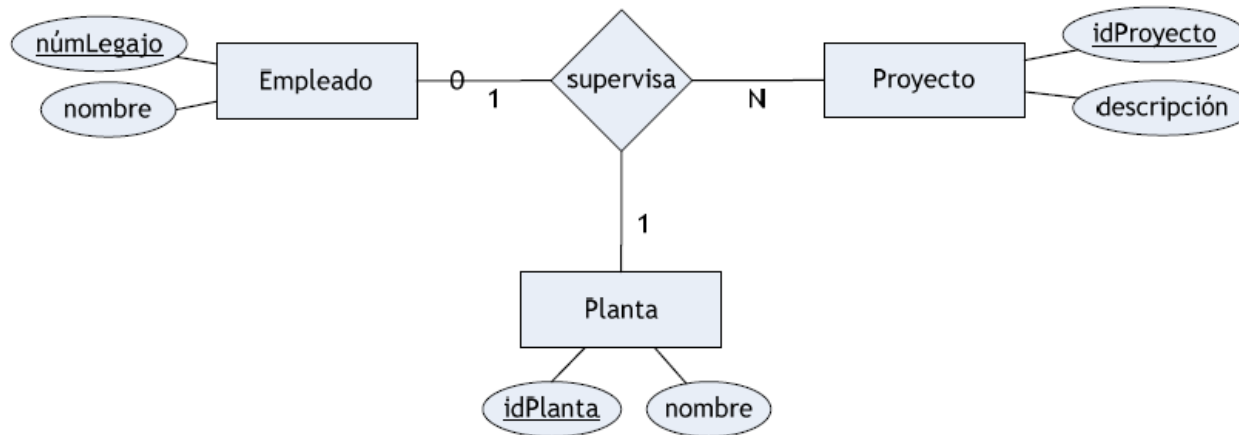 númLegajo
nombre
Empleado
0
1
supervisa
N
Proyecto
idProyecto
descripción
1
Planta
idPlanta
nombre